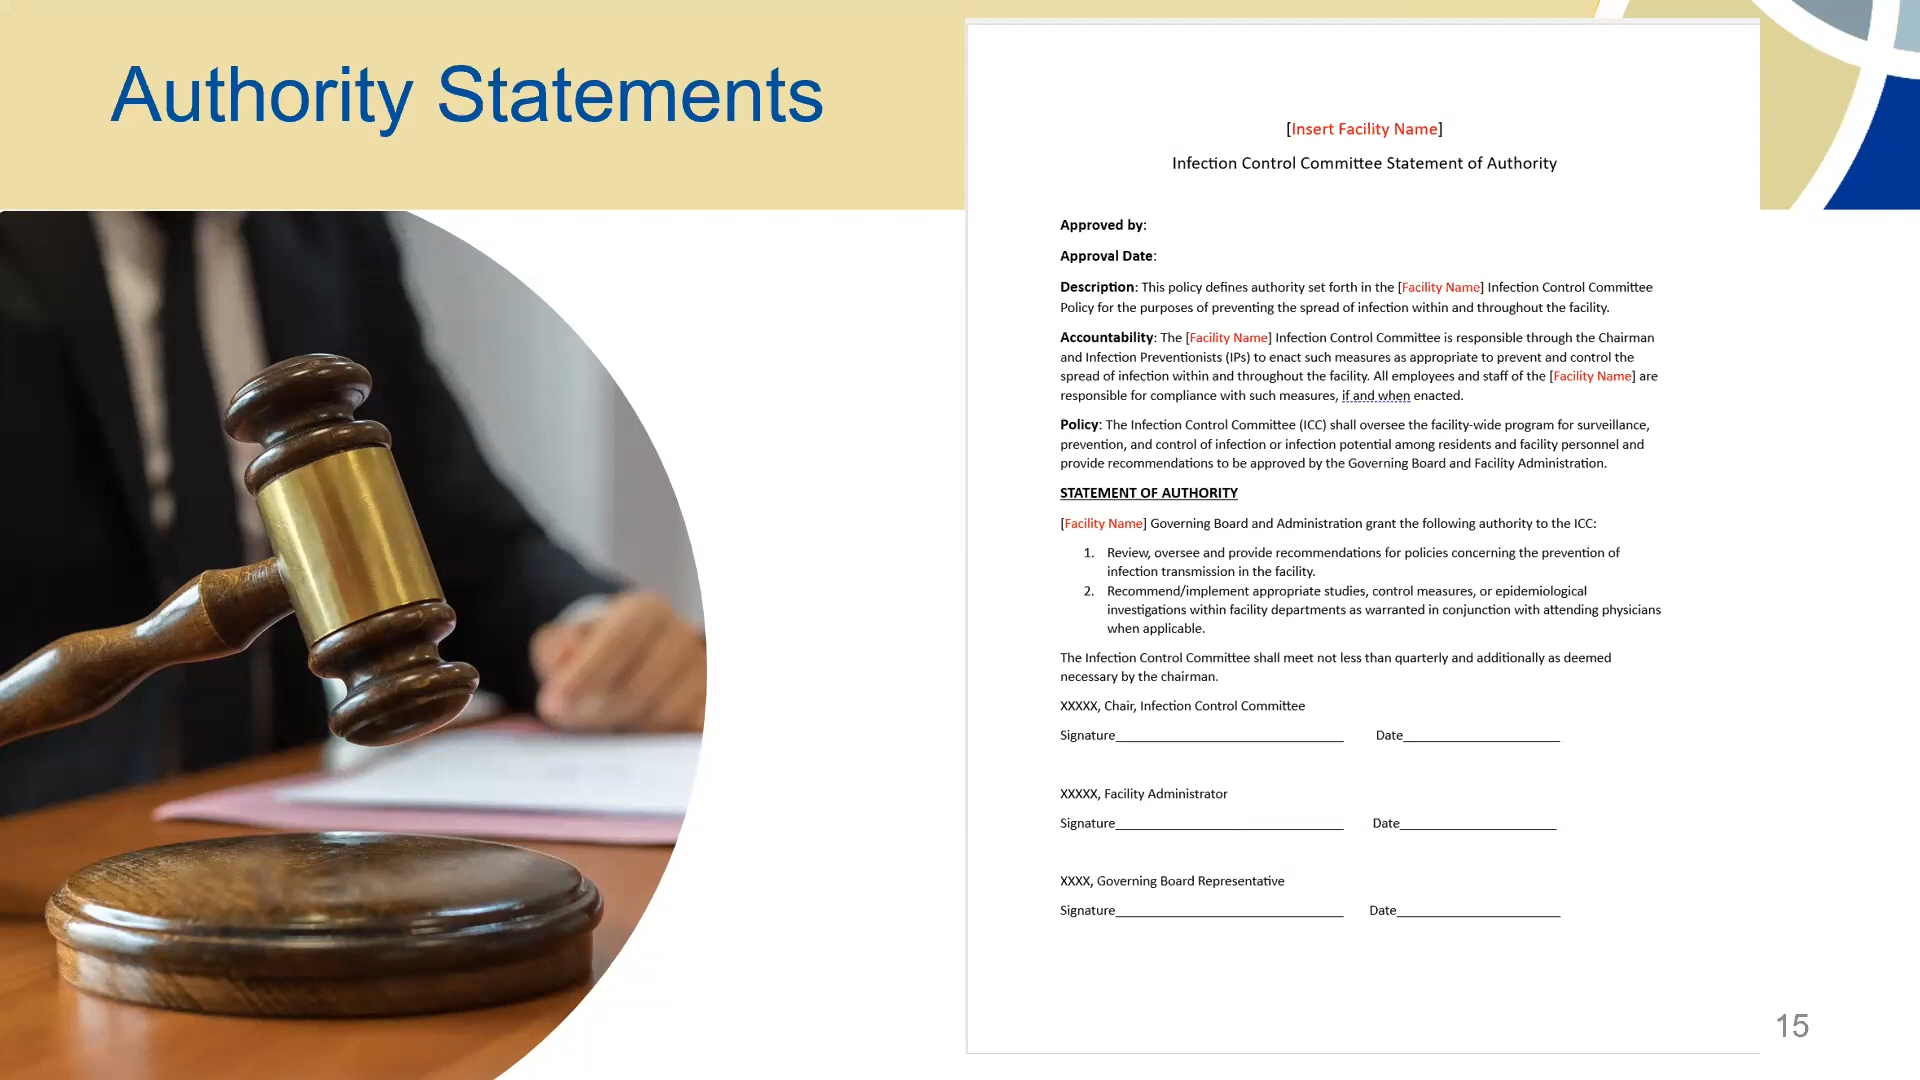 Authority Statements
[Insert Facility Name]
Infection Control Committee Statement of Authority
Approved by:
Approval Date:
Description: This policy defines authority set forth in the [Facility Name] Infection Control Committee
Policy for the purposes of preventing the spread of infection within and throughout the facility.
Accountability: The [Facility Name] Infection Control Committee is responsible through the Chairman
and Infection Preventionists (IPs) to enact such measures as appropriate to prevent and control the
spread of infection within and throughout the facility. All employees and staff of the [Facility Name] are
responsible for compliance with such measures, if and when enacted.
Policy: The Infection Control Committee (ICC) shall oversee the facility-wide program for surveillance,
prevention, and control of infection or infection potential among residents and facility personnel and
provide recommendations to be approved by the Governing Board and Facility Administration.
STATEMENT OF AUTHORITY
[Facility Name] Governing Board and Administration grant the following authority to the ICC:
1. Review, oversee and provide recommendations for policies concerning the prevention of
infection transmission in the facility.
2. Recommend/implement appropriate studies, control measures, or epidemiological
investigations within facility departments as warranted in conjunction with attending physicians
when applicable.
The Infection Control Committee shall meet not less than quarterly and additionally as deemed
necessary by the chairman.
XXXXX, Chair, Infection Control Committee
Signature______________________________ Date_____________________
XXXXX, Facility Administrator
Signature______________________________ Date_____________________
XXXX, Governing Board Representative
Signature______________________________ Date_____________________
15